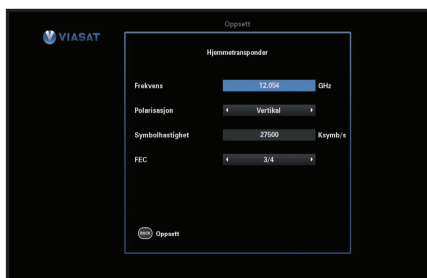 Oppsett
VIASAT
Hjemmetransponder
Frekvens 12.054 GHz
Polarisasjon Vertikal
Symbolhastighet 27500 Ksymb/s
FEC 3/4
BACK Oppsett